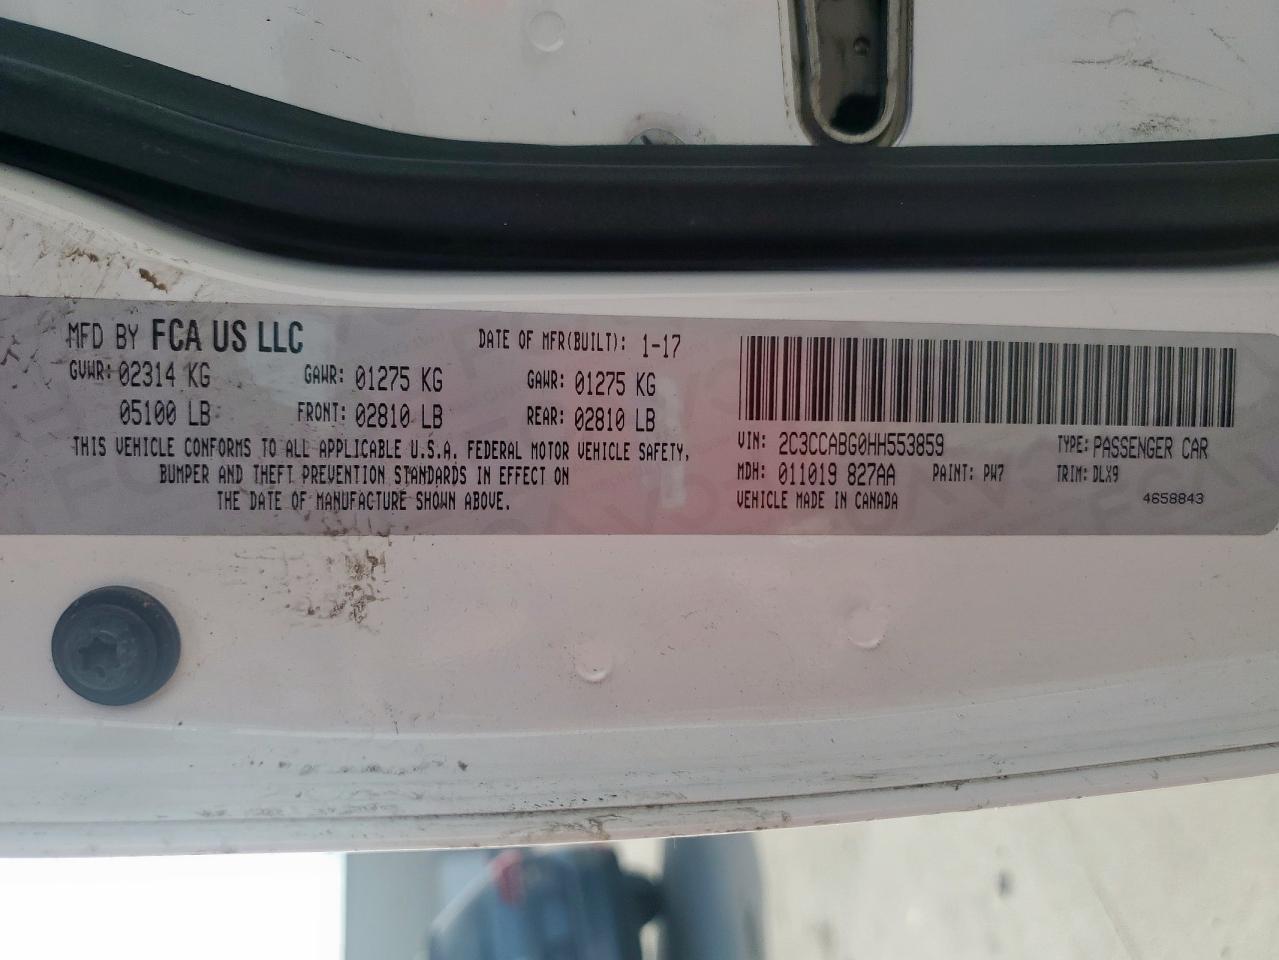 MFD BY FCA US LLC DATE OF MFR(BUILT): 1-17
GVWR: 02314 KG GAWR: 01275 KG GAWR: 01275 KG
05100 LB FRONT: 02810 LB REAR: 02810 LB
THIS VEHICLE CONFORMS TO ALL APPLICABLE U.S.A. FEDERAL MOTOR VEHICLE SAFETY,
BUMPER AND THEFT PREVENTION STANDARDS IN EFFECT ON
THE DATE OF MANUFACTURE SHOWN ABOVE.
VIN: 2C3CCABG0HH553859 TYPE: PASSENGER CAR
MDH: 011019 827AA PAINT: PW7 TRIM: DLX9
VEHICLE MADE IN CANADA 4658843